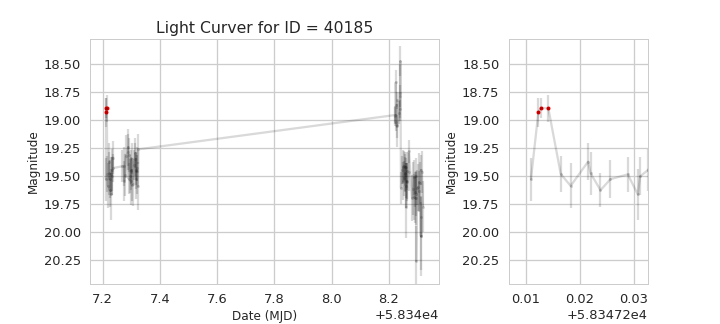 Light Curver for ID = 40185
Magnitude
18.50
18.75
19.00
19.25
19.50
19.75
20.00
20.25
7.2 7.4 7.6 7.8 8.0 8.2
Date (MJD)
+5.834e4
Magnitude
18.50
18.75
19.00
19.25
19.50
19.75
20.00
20.25
0.01 0.02 0.03
+5.83472e4